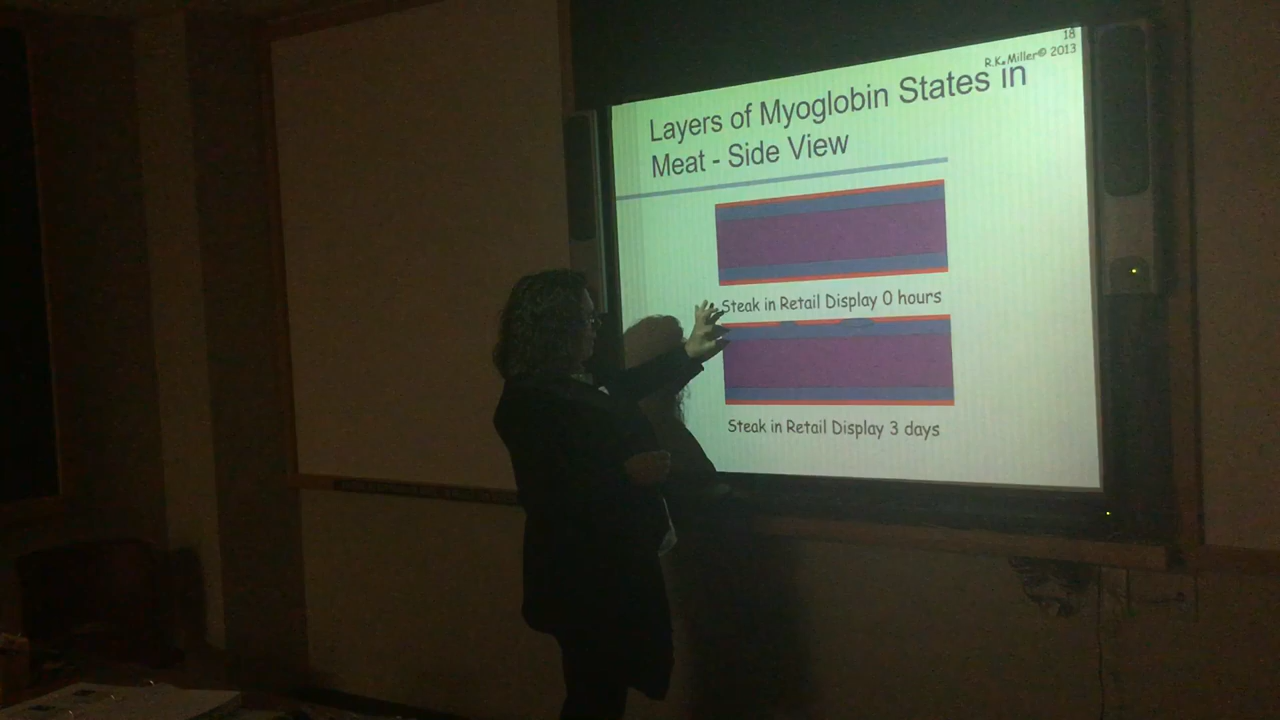 18
R.K.Miller© 2013
Layers of Myoglobin States in
Meat - Side View
Steak in Retail Display 0 hours
Steak in Retail Display 3 days